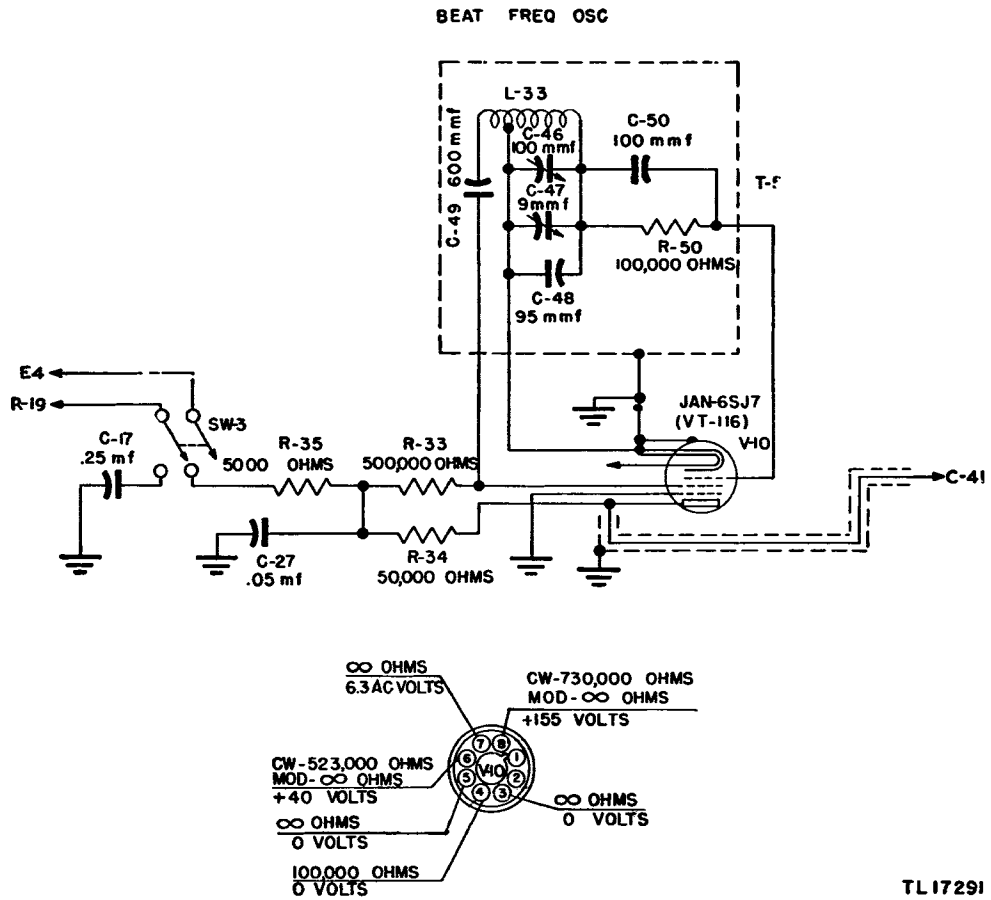 BEAT FREQ OSC
L-33
C-46
100 mmf
C-50
100 mmf
C-49 600 mmf
C-47
9mmf
R-50
100,000 OHMS
C-48
95 mmf
E4
R-19
SW-3
C-17
.25 mf
R-35
5000 OHMS
R-33
500,000 OHMS
JAN-6SJ7
(VT-116)
V-10
C-41
C-27
.05 mf
R-34
50,000 OHMS
∞ OHMS
6.3 AC VOLTS
CW-730,000 OHMS
MOD-∞ OHMS
+155 VOLTS
7 8
6 1
V-10
5 2
4 3
CW-523,000 OHMS
MOD-∞ OHMS
+40 VOLTS
∞ OHMS
0 VOLTS
∞ OHMS
0 VOLTS
100,000 OHMS
0 VOLTS
TL17291